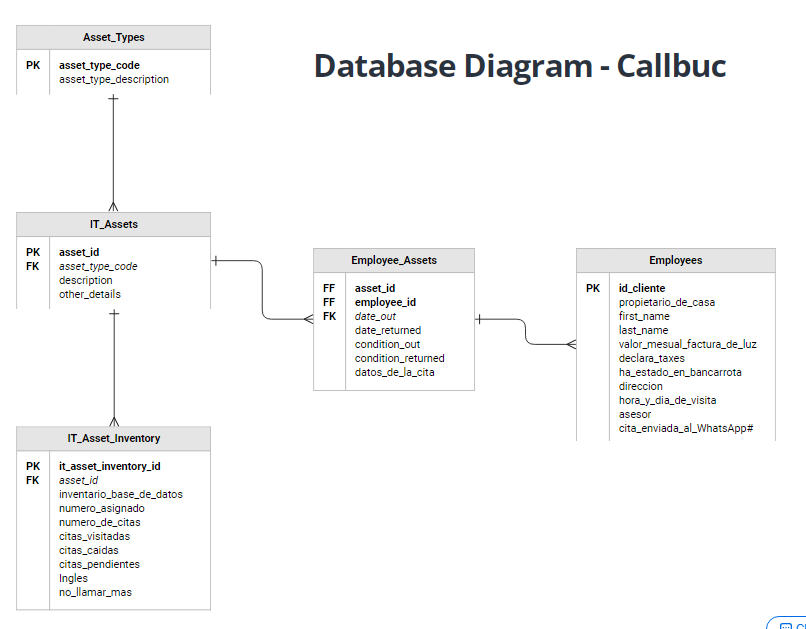 Asset_Types
PK asset_type_code
asset_type_description
Database Diagram - Callbuc
IT_Assets
PK asset_id
FK asset_type_code
description
other_details
Employee_Assets
FF asset_id
FF employee_id
FK date_out
date_returned
condition_out
condition_returned
datos_de_la_cita
Employees
PK id_cliente
propietario_de_casa
first_name
last_name
valor_mesual_factura_de_luz
declara_taxes
ha_estado_en_bancarrota
direccion
hora_y_dia_de_visita
asesor
cita_enviada_al_WhatsApp#
IT_Asset_Inventory
PK it_asset_inventory_id
FK asset_id
inventario_base_de_datos
numero_asignado
numero_de_citas
citas_visitadas
citas_caidas
citas_pendientes
Ingles
no_llamar_mas